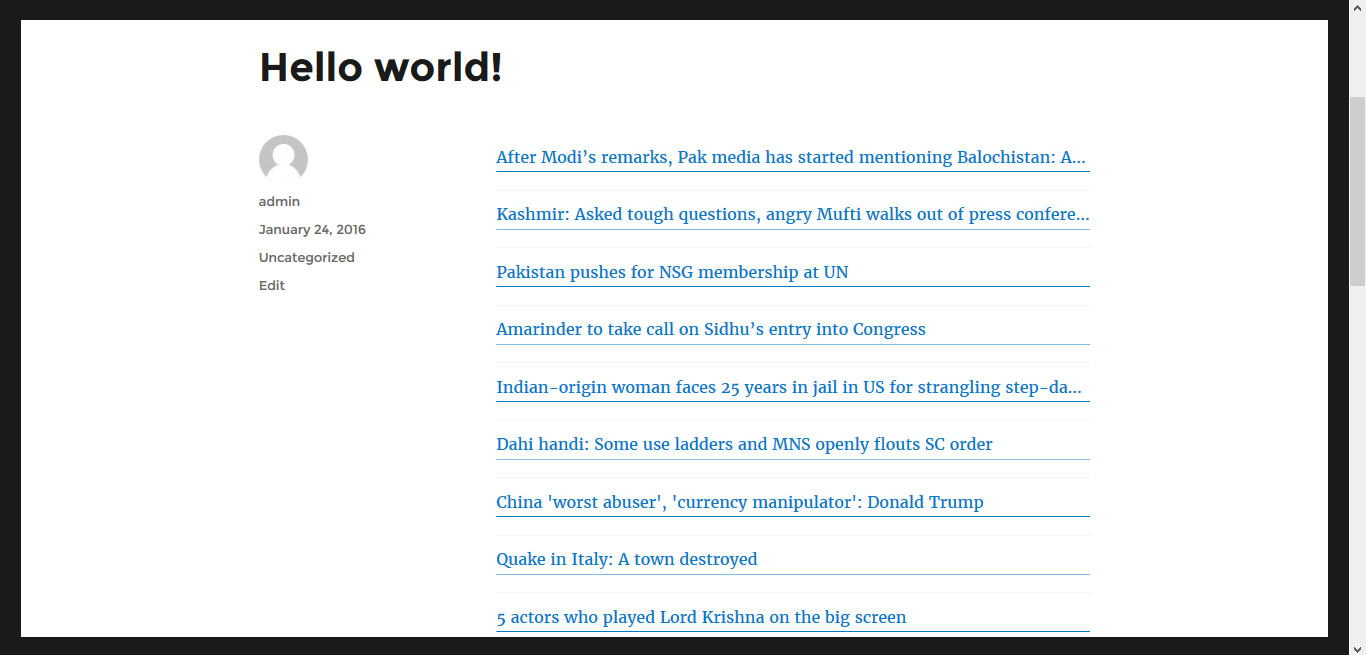 Hello world!
admin
January 24, 2016
Uncategorized
Edit
After Modi’s remarks, Pak media has started mentioning Balochistan: A...
Kashmir: Asked tough questions, angry Mufti walks out of press confere...
Pakistan pushes for NSG membership at UN
Amarinder to take call on Sidhu’s entry into Congress
Indian-origin woman faces 25 years in jail in US for strangling step-da...
Dahi handi: Some use ladders and MNS openly flouts SC order
China 'worst abuser', 'currency manipulator': Donald Trump
Quake in Italy: A town destroyed
5 actors who played Lord Krishna on the big screen